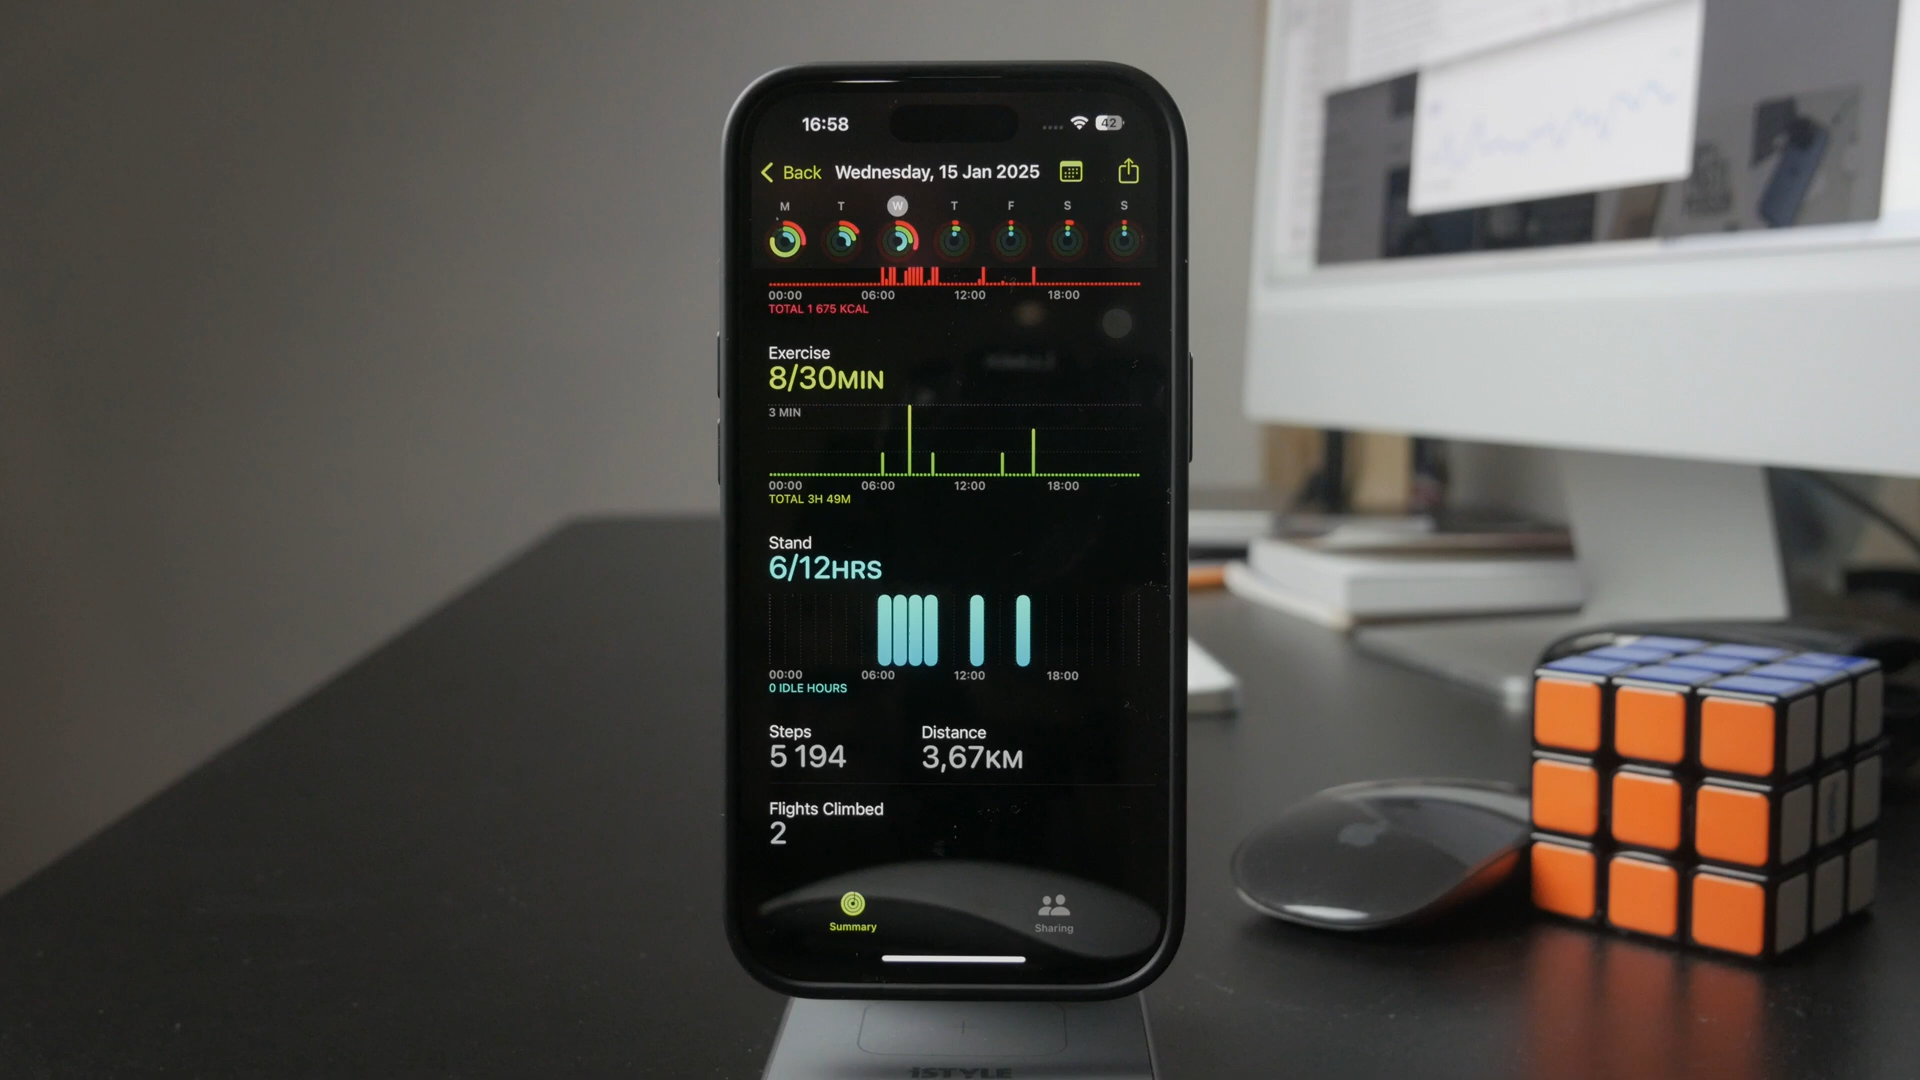 16:58
42
Back Wednesday, 15 Jan 2025
M T W T F S S
00:00 06:00 12:00 18:00
TOTAL 1 675 KCAL
Exercise
8/30MIN
3 MIN
00:00 06:00 12:00 18:00
TOTAL 3H 49M
Stand
6/12HRS
00:00 06:00 12:00 18:00
0 IDLE HOURS
Steps Distance
5 194 3,67KM
Flights Climbed
2
Summary Sharing
iSTYLE